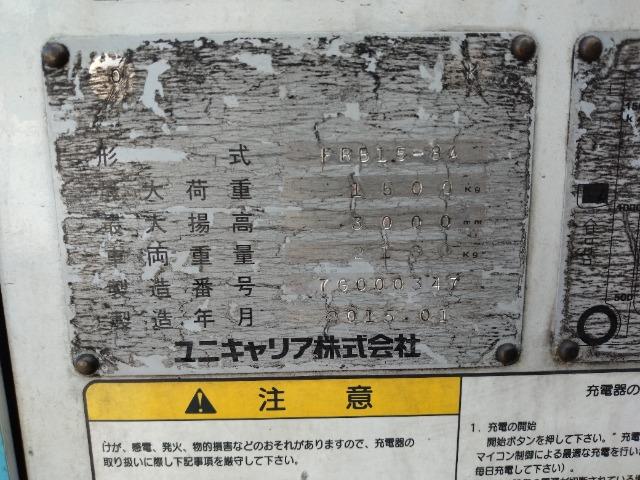 形 式 FRB15-8
大荷重 1500 Kg
最大揚高 3000 mm
車両重量 Kg
製造番号 7G000347
製造年月 2015.01
ユニキャリア株式会社
1000
500
注 意
けが、感電、発火、物的損害などのおそれがありますので、充電器の
取り扱いに際し下記事項を厳守して下さい。
充電器の
1. 充電の開始
開始ボタンを押して下さい。充電
マイコン制御による最適な充電を行い
毎日充電して下さい）。